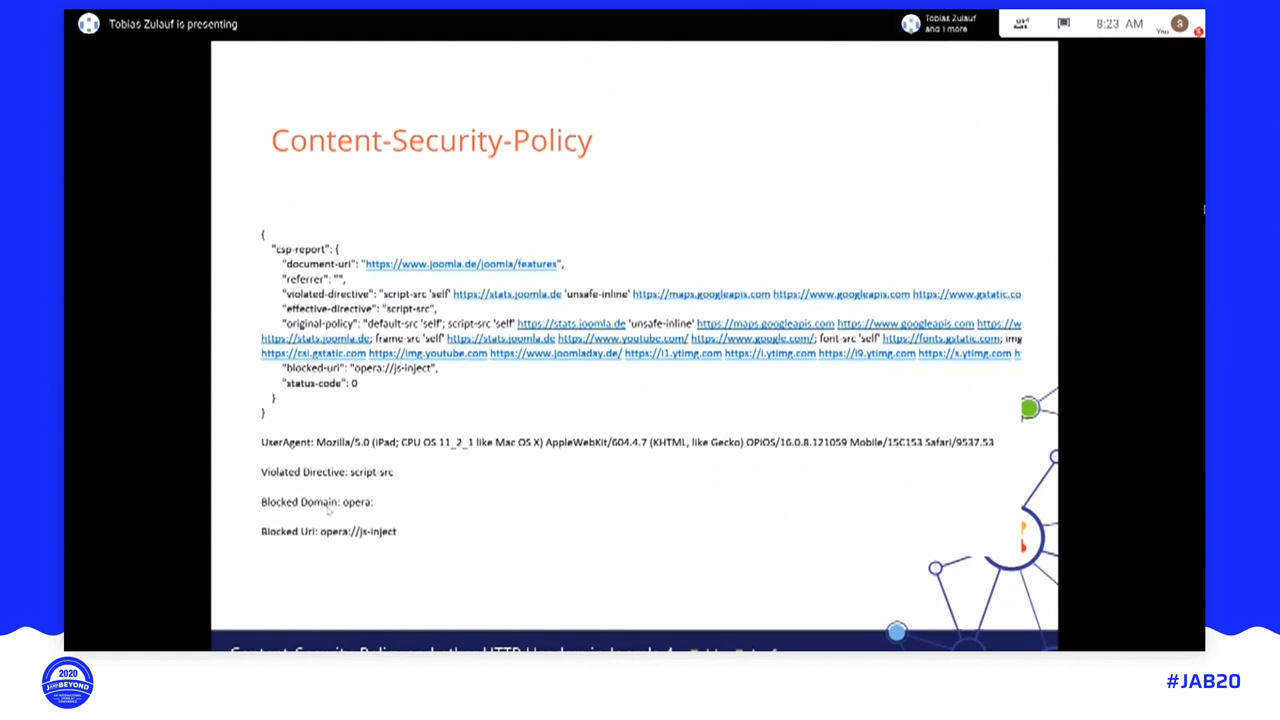 Tobias Zulauf is presenting
Tobias Zulauf
and 1 more
8:23 AM
You
S
Content-Security-Policy
{
"csp-report": {
"document-uri": "https://www.joomla.de/joomla/features",
"referrer": "",
"violated-directive": "script-src 'self' https://stats.joomla.de 'unsafe-inline' https://maps.googleapis.com https://www.googleapis.com https://www.gstatic.co
"effective-directive": "script-src",
"original-policy": "default-src 'self'; script-src 'self' https://stats.joomla.de 'unsafe-inline' https://maps.googleapis.com https://www.googleapis.com https://w
https://stats.joomla.de; frame-src 'self' https://stats.joomla.de https://www.youtube.com/ https://www.google.com/; font-src 'self' https://fonts.gstatic.com; img
https://csi.gstatic.com https://img.youtube.com https://www.joomladay.de/ https://i1.ytimg.com https://i.ytimg.com https://i9.ytimg.com https://s.ytimg.com h
"blocked-uri": "opera://js-inject",
"status-code": 0
}
}
UserAgent: Mozilla/5.0 (iPad; CPU OS 11_2_1 like Mac OS X) AppleWebKit/604.4.7 (KHTML, like Gecko) OPiOS/16.0.8.121059 Mobile/15C153 Safari/9537.53
Violated Directive: script-src
Blocked Domain: opera:
Blocked Uri: opera://js-inject
2020
BEYOND
#JAB20